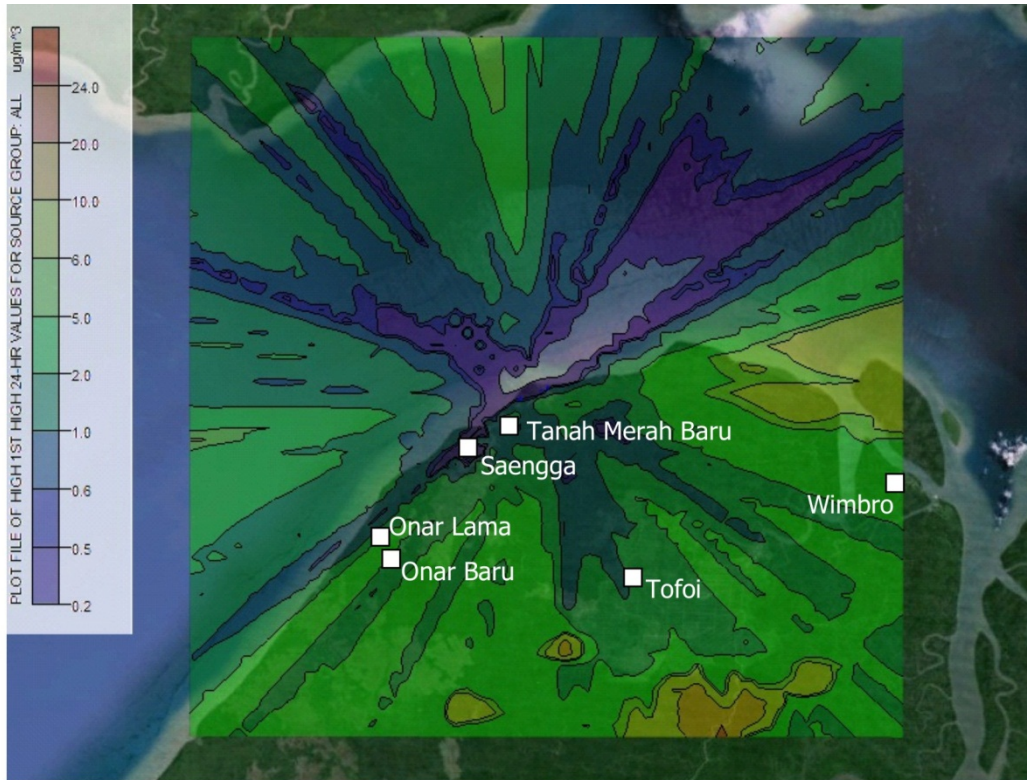 PLOT FILE OF HIGH 1ST HIGH 24-HR VALUES FOR SOURCE GROUP: ALL ug/m^3
24.0
20.0
10.0
6.0
5.0
2.0
1.0
0.6
0.5
0.2
Tanah Merah Baru
Saengga
Wimbro
Onar Lama
Onar Baru
Tofoi